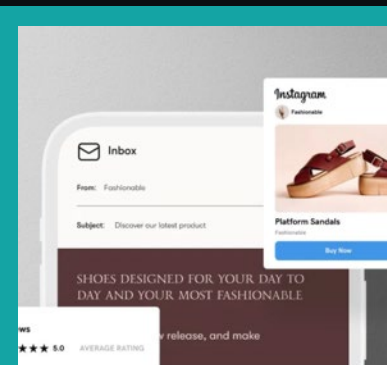 Instagram
Fashionable
Inbox
From: Fashionable
Subject: Discover our latest product
Platform Sandals
Fashionable
Buy Now
SHOES DESIGNED FOR YOUR DAY TO
DAY AND YOUR MOST FASHIONABLE
release, and make
5.0 AVERAGE RATING